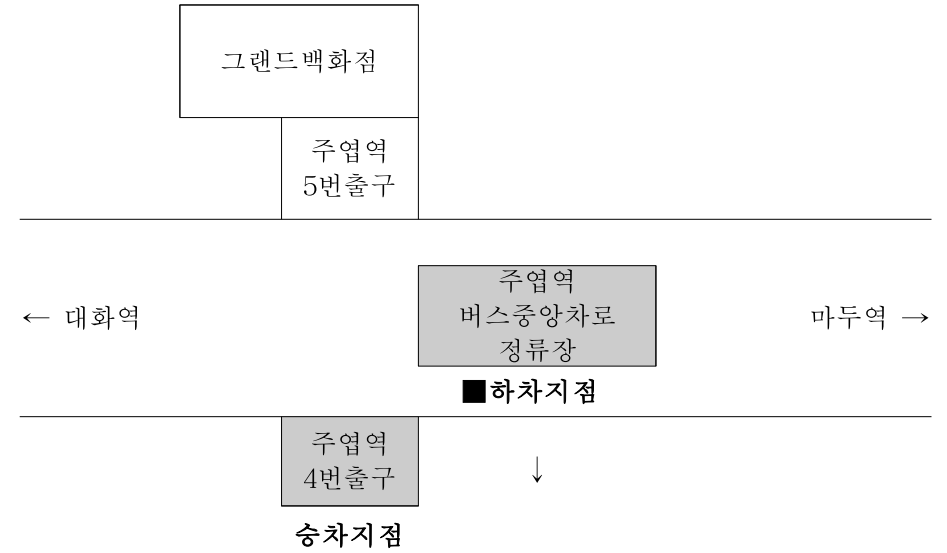 그랜드백화점
주엽역
5번출구
주엽역
버스중앙차로
정류장
← 대화역
마두역 →
■하차지점
주엽역
4번출구
↓
승차지점